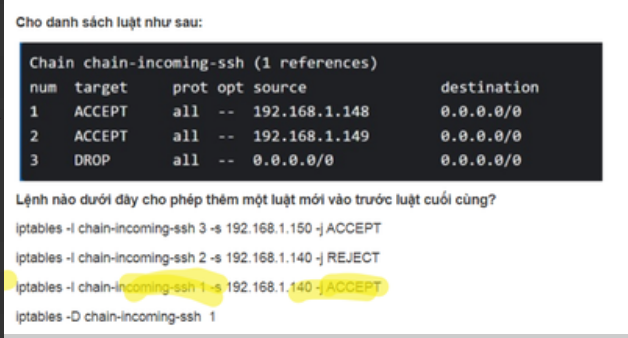 Cho danh sách luật như sau:
Chain chain-incoming-ssh (1 references)
num target prot opt source destination
1 ACCEPT all -- 192.168.1.148 0.0.0.0/0
2 ACCEPT all -- 192.168.1.149 0.0.0.0/0
3 DROP all -- 0.0.0.0/0 0.0.0.0/0
Lệnh nào dưới đây cho phép thêm một luật mới vào trước luật cuối cùng?
iptables -I chain-incoming-ssh 3 -s 192.168.1.150 -j ACCEPT
iptables -I chain-incoming-ssh 2 -s 192.168.1.140 -j REJECT
iptables -I chain-incoming-ssh 1 -s 192.168.1.140 -j ACCEPT
iptables -D chain-incoming-ssh 1